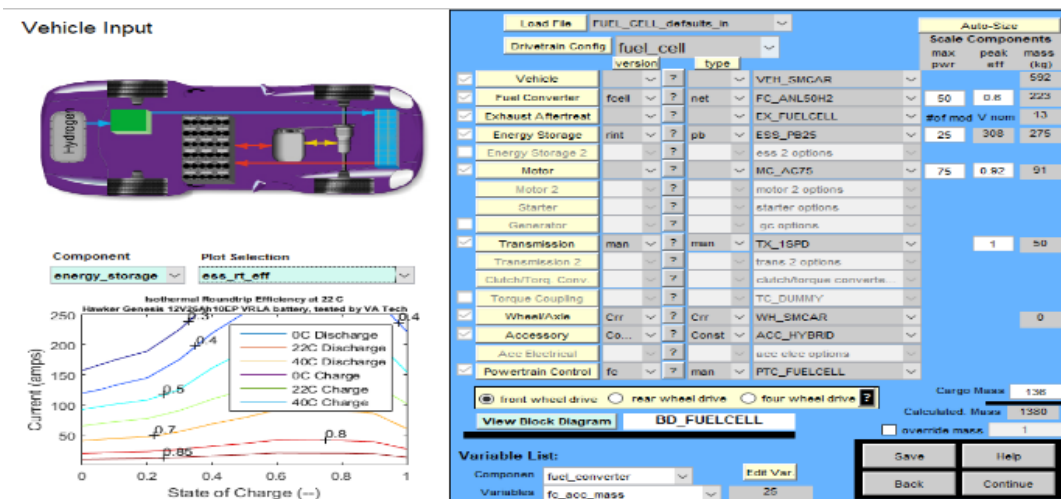 Vehicle Input
Hydrogen
Component
Plot Selection
energy_storage
ess_rt_eff
Isothermal Roundtrip Efficiency at 22 C
Hawker Genesis 12V26Ah10EP VRLA battery, tested by VA Tech
250
200
150
100
50
Current (amps)
0.3
0.4
0.4
0.5
0.7
0.8
0.85
0C Discharge
22C Discharge
40C Discharge
0C Charge
22C Charge
40C Charge
0
0.2
0.4
0.6
0.8
1
State of Charge (--)
Load File FUEL_CELL_defaults_in
Auto-Size
Drivetrain Config fuel_cell
Scale Components
version type
max pwr
peak eff
mass (kg)
Vehicle ? VEH_SMCAR 592
Fuel Converter fcell ? net FC_ANL50H2 50 0.6 223
Exhaust Aftertreat ? EX_FUELCELL #of mod V nom 13
Energy Storage rint ? pb ESS_PB25 25 308 275
Energy Storage 2 ? ess 2 options
Motor ? MC_AC75 75 0.92 91
Motor 2 ? motor 2 options
Starter ? starter options
Generator ? gc options
Transmission man ? man TX_1SPD 1 50
Transmission 2 ? trans 2 options
Clutch/Torq. Conv. ? clutch/torque converte...
Torque Coupling ? TC_DUMMY
Wheel/Axle Crr ? Crr WH_SMCAR 0
Accessory Co... ? Const ACC_HYBRID
Acc Electrical ? acc elec options
Powertrain Control fc ? man PTC_FUELCELL
front wheel drive rear wheel drive four wheel drive ?
Cargo Mass 136
Calculated. Mass 1380
View Block Diagram BD_FUELCELL
override mass 1
Variable List:
Componen fuel_converter
Edit Var.
Variables fc_acc_mass 25
Save Help
Back Continue